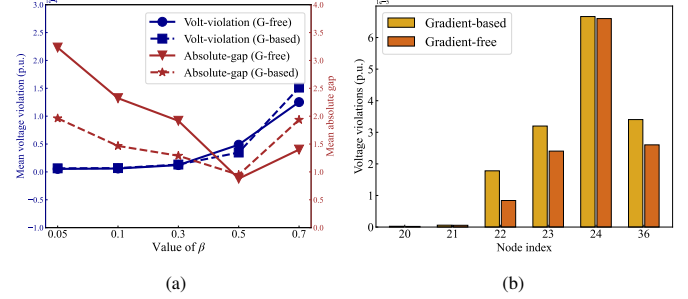 3.0
2.5
2.0
1.5
1.0
0.5
0.0
−0.5
−1.0
Mean voltage violation (p.u.)
Volt-violation (G-free)
Volt-violation (G-based)
Absolute-gap (G-free)
Absolute-gap (G-based)
4.0
3.5
3.0
2.5
2.0
1.5
1.0
0.5
0.0
Mean absolute gap
0.05 0.1 0.3 0.5 0.7
Value of β
(a)
Gradient-based
Gradient-free
Voltage violations (p.u.)
6
5
4
3
2
1
0
20 21 22 23 24 36
Node index
(b)